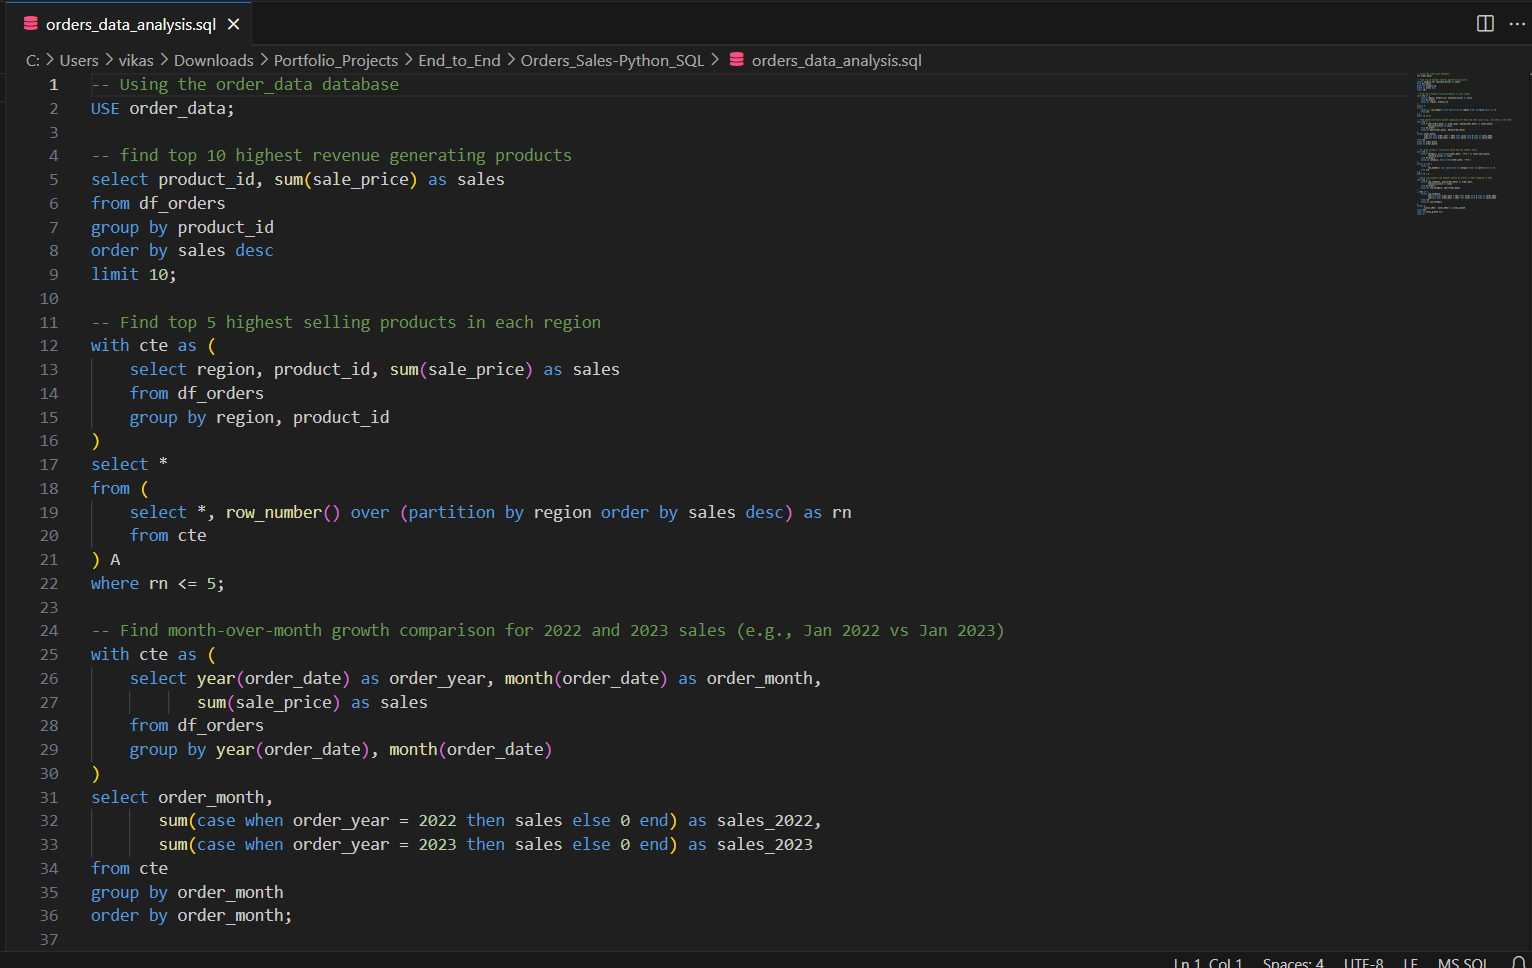 orders_data_analysis.sql
C: > Users > vikas > Downloads > Portfolio_Projects > End_to_End > Orders_Sales-Python_SQL > orders_data_analysis.sql
1 -- Using the order_data database
2 USE order_data;
3
4 -- find top 10 highest revenue generating products
5 select product_id, sum(sale_price) as sales
6 from df_orders
7 group by product_id
8 order by sales desc
9 limit 10;
10
11 -- Find top 5 highest selling products in each region
12 with cte as (
13     select region, product_id, sum(sale_price) as sales
14     from df_orders
15     group by region, product_id
16 )
17 select *
18 from (
19     select *, row_number() over (partition by region order by sales desc) as rn
20     from cte
21 ) A
22 where rn <= 5;
23
24 -- Find month-over-month growth comparison for 2022 and 2023 sales (e.g., Jan 2022 vs Jan 2023)
25 with cte as (
26     select year(order_date) as order_year, month(order_date) as order_month,
27            sum(sale_price) as sales
28     from df_orders
29     group by year(order_date), month(order_date)
30 )
31 select order_month,
32        sum(case when order_year = 2022 then sales else 0 end) as sales_2022,
33        sum(case when order_year = 2023 then sales else 0 end) as sales_2023
34 from cte
35 group by order_month
36 order by order_month;
37
Ln 1, Col 1 Spaces: 4 UTF-8 LF MS SQL